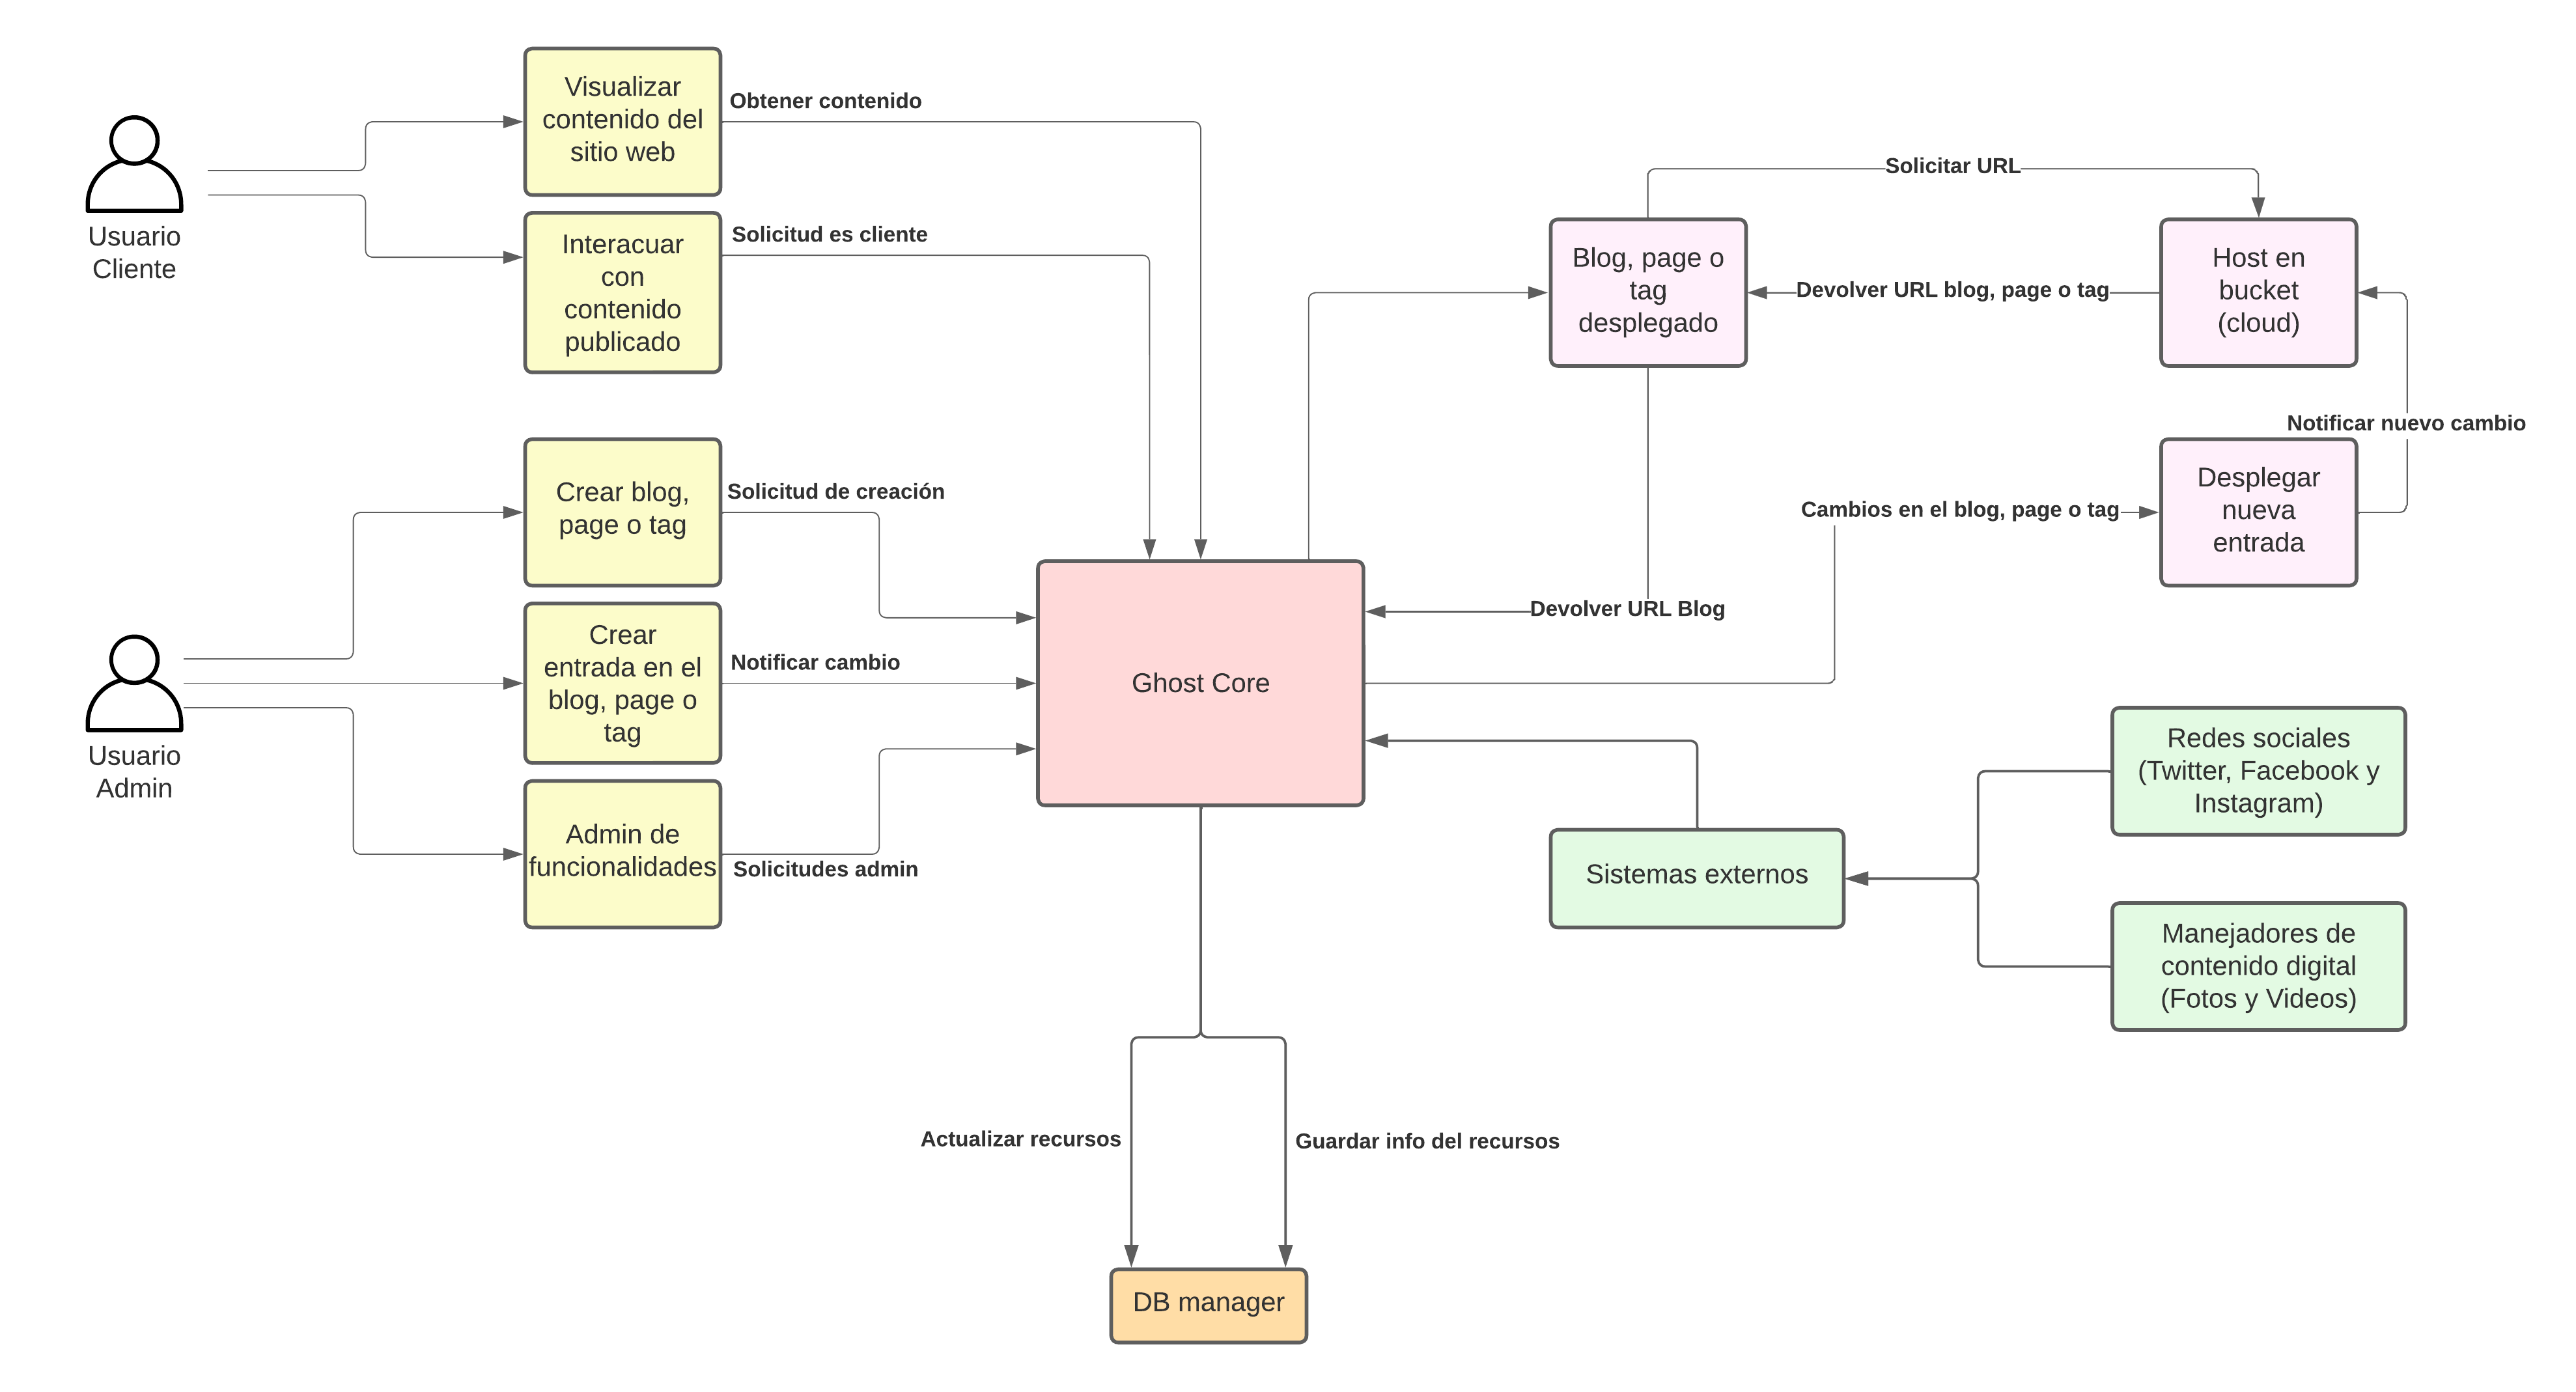 Visualizar
contenido del
sitio web
Obtener contenido
Usuario
Cliente
Interacuar
con
contenido
publicado
Solicitud es cliente
Solicitar URL
Blog, page o
tag
desplegado
Devolver URL blog, page o tag
Host en
bucket
(cloud)
Notificar nuevo cambio
Crear blog,
page o tag
Solicitud de creación
Cambios en el blog, page o tag
Desplegar
nueva
entrada
Devolver URL Blog
Usuario
Admin
Crear
entrada en el
blog, page o
tag
Notificar cambio
Ghost Core
Admin de
funcionalidades
Solicitudes admin
Sistemas externos
Redes sociales
(Twitter, Facebook y
Instagram)
Manejadores de
contenido digital
(Fotos y Videos)
Actualizar recursos
Guardar info del recursos
DB manager